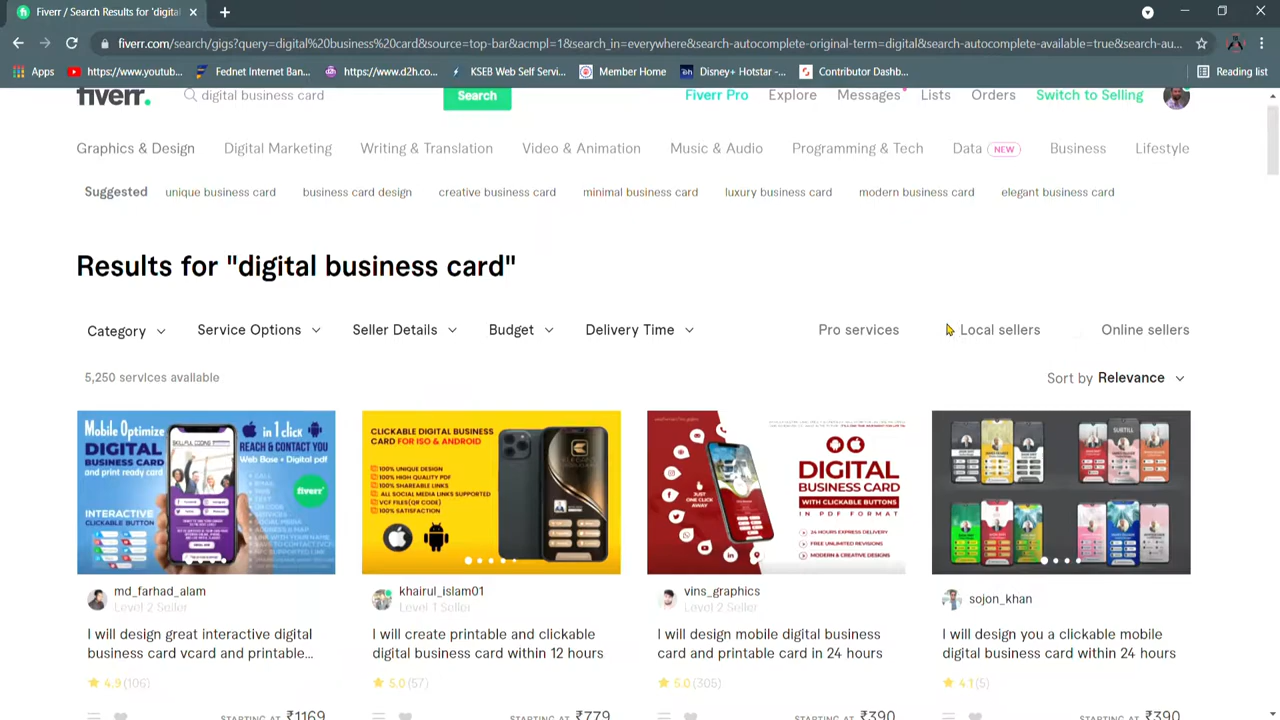 Fiverr / Search Results for 'digital
fiverr.com/search/gigs?query=digital%20business%20card&source=top-bar&acmpl=1&search_in=everywhere&search-autocomplete-original-term=digital&search-autocomplete-available=true&search-au...
Apps https://www.youtub... Fednet Internet Ban... https://www.d2h.co... KSEB Web Self Servi... Member Home Disney+ Hotstar -... Contributor Dashb... Reading list
fiverr. digital business card Search Fiverr Pro Explore Messages Lists Orders Switch to Selling
Graphics & Design Digital Marketing Writing & Translation Video & Animation Music & Audio Programming & Tech Data NEW Business Lifestyle
Suggested unique business card business card design creative business card minimal business card luxury business card modern business card elegant business card
Results for "digital business card"
Category Service Options Seller Details Budget Delivery Time Pro services Local sellers Online sellers
5,250 services available Sort by Relevance
Mobile Optimize
DIGITAL
BUSINESS CARD
and print ready card
in 1 click
REACH & CONTACT YOU
Web Base + Digital pdf
INTERACTIVE
CLICKABLE BUTTON
SKILLFUL CODING
fiverr
CLICKABLE DIGITAL BUSINESS
CARD FOR ISO & ANDROID
100% UNIQUE DESIGN
100% HIGH QUALITY PDF
100% SHAREABLE LINKS
ALL SOCIAL MEDIA LINKS SUPPORTED
VCF FILES(QR CODE)
100% SATISFACTION
JUST
ONE CLICK
AWAY
DIGITAL
BUSINESS CARD
WITH CLICKABLE BUTTONS
IN PDF FORMAT
24 HOURS EXPRESS DELIVERY
FREE UNLIMITED REVISIONS
MODERN & CREATIVE DESIGNS
md_farhad_alam
Level 2 Seller
khairul_islam01
Level 1 Seller
vins_graphics
Level 2 Seller
sojon_khan
I will design great interactive digital
business card vcard and printable...
I will create printable and clickable
digital business card within 12 hours
I will design mobile digital business
card and printable card in 24 hours
I will design you a clickable mobile
digital business card within 24 hours
4.9 (106) 5.0 (57) 5.0 (305) 4.1 (5)
STARTING AT ₹1169 STARTING AT ₹779 STARTING AT ₹390 STARTING AT ₹390